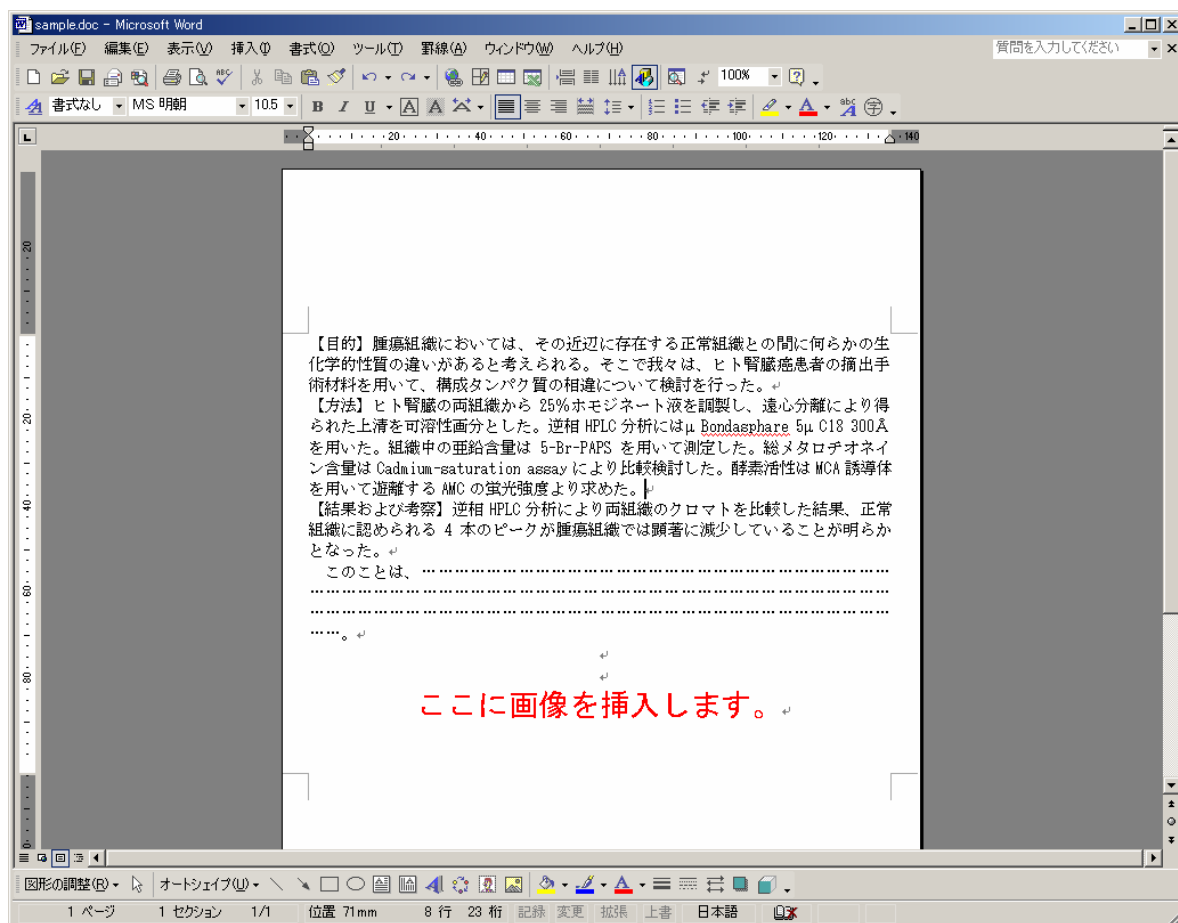 sample.doc - Microsoft Word
ファイル(F) 編集(E) 表示(V) 挿入(I) 書式(O) ツール(T) 罫線(A) ウィンドウ(W) ヘルプ(H) 質問を入力してください
100%
書式なし MS 明朝 10.5 B I U A A
20 40 60 80 100 120 140
【目的】腫瘍組織においては、その近辺に存在する正常組織との間に何らかの生
化学的性質の違いがあると考えられる。そこで我々は、ヒト腎臓癌患者の摘出手
術材料を用いて、構成タンパク質の相違について検討を行った。
【方法】ヒト腎臓の両組織から 25%ホモジネート液を調製し、遠心分離により得
られた上清を可溶性画分とした。逆相 HPLC 分析にはμ Bondasphare 5μ C18 300Å
を用いた。組織中の亜鉛含量は 5-Br-PAPS を用いて測定した。総メタロチオネイ
ン含量は Cadmium-saturation assay により比較検討した。酵素活性は MCA 誘導体
を用いて遊離する AMC の蛍光強度より求めた。
【結果および考察】逆相 HPLC 分析により両組織のクロマトを比較した結果、正常
組織に認められる 4 本のピークが腫瘍組織では顕著に減少していることが明らか
となった。
このことは、………………………………………………………………………………
………………………………………………………………………………………………
………………………………………………………………………………………………
……。
ここに画像を挿入します。
図形の調整(R) オートシェイプ(U)
1 ページ 1 セクション 1/1 位置 71mm 8 行 23 桁 記録 変更 拡張 上書 日本語